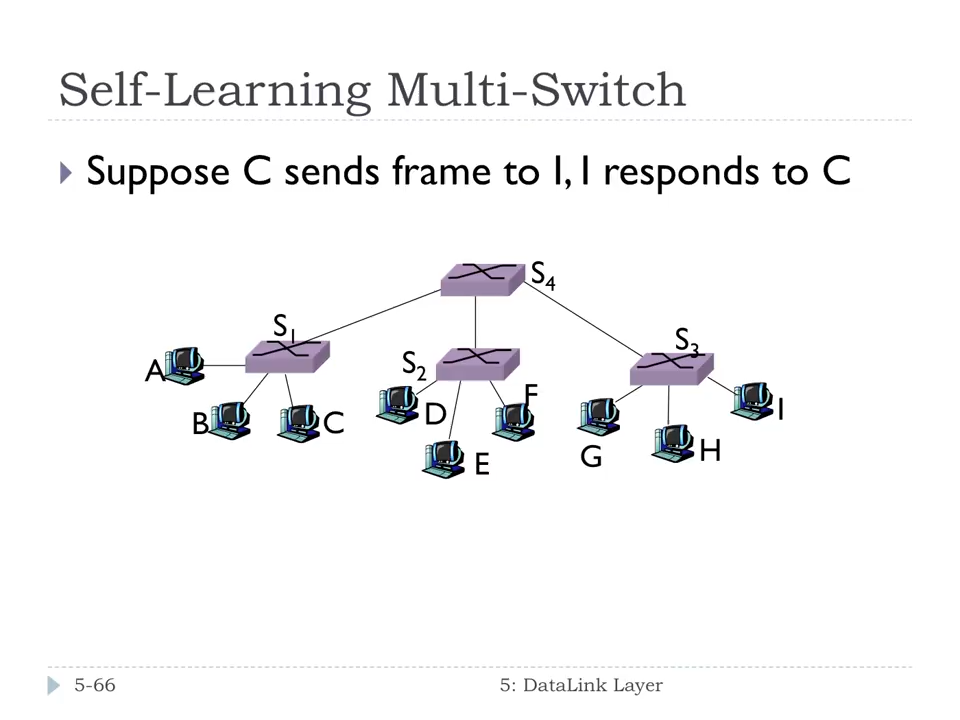 Self-Learning Multi-Switch
Suppose C sends frame to I, I responds to C
S4
S1
S3
S2
A
F
I
D
B
C
H
G
E
5-66
5: DataLink Layer